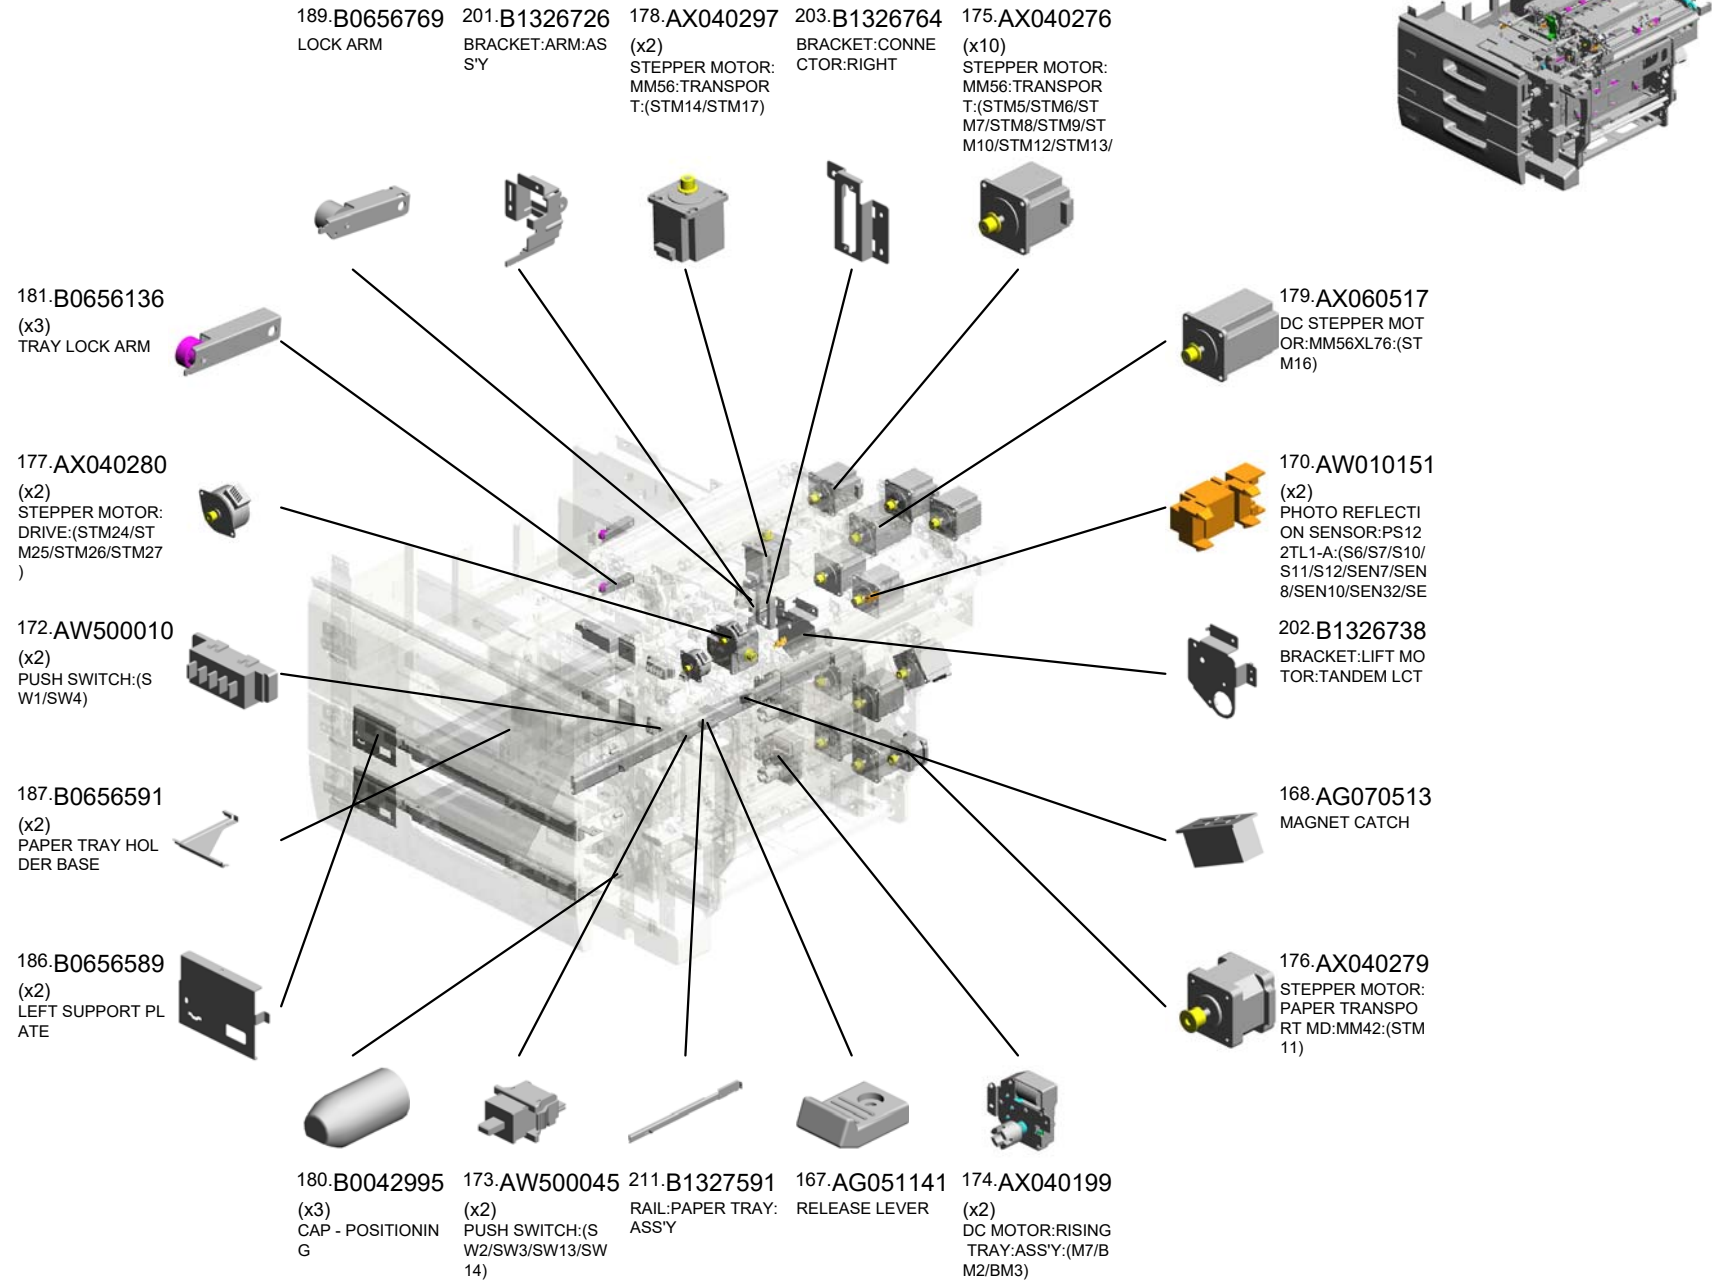 189.B0656769
LOCK ARM
201.B1326726
BRACKET:ARM:AS
S'Y
178.AX040297
(x2)
STEPPER MOTOR:
MM56:TRANSPOR
T:(STM14/STM17)
203.B1326764
BRACKET:CONNE
CTOR:RIGHT
175.AX040276
(x10)
STEPPER MOTOR:
MM56:TRANSPOR
T:(STM5/STM6/ST
M7/STM8/STM9/ST
M10/STM12/STM13/
181.B0656136
(x3)
TRAY LOCK ARM
179.AX060517
DC STEPPER MOT
OR:MM56XL76:(ST
M16)
177.AX040280
(x2)
STEPPER MOTOR:
DRIVE:(STM24/ST
M25/STM26/STM27
)
170.AW010151
(x2)
PHOTO REFLECTI
ON SENSOR:PS12
2TL1-A:(S6/S7/S10/
S11/S12/SEN7/SEN
8/SEN10/SEN32/SE
172.AW500010
(x2)
PUSH SWITCH:(S
W1/SW4)
202.B1326738
BRACKET:LIFT MO
TOR:TANDEM LCT
187.B0656591
(x2)
PAPER TRAY HOL
DER BASE
168.AG070513
MAGNET CATCH
186.B0656589
(x2)
LEFT SUPPORT PL
ATE
176.AX040279
STEPPER MOTOR:
PAPER TRANSPO
RT MD:MM42:(STM
11)
180.B0042995
(x3)
CAP - POSITIONIN
G
173.AW500045
(x2)
PUSH SWITCH:(S
W2/SW3/SW13/SW
14)
211.B1327591
RAIL:PAPER TRAY:
ASS'Y
167.AG051141
RELEASE LEVER
174.AX040199
(x2)
DC MOTOR:RISING
TRAY:ASS'Y:(M7/B
M2/BM3)